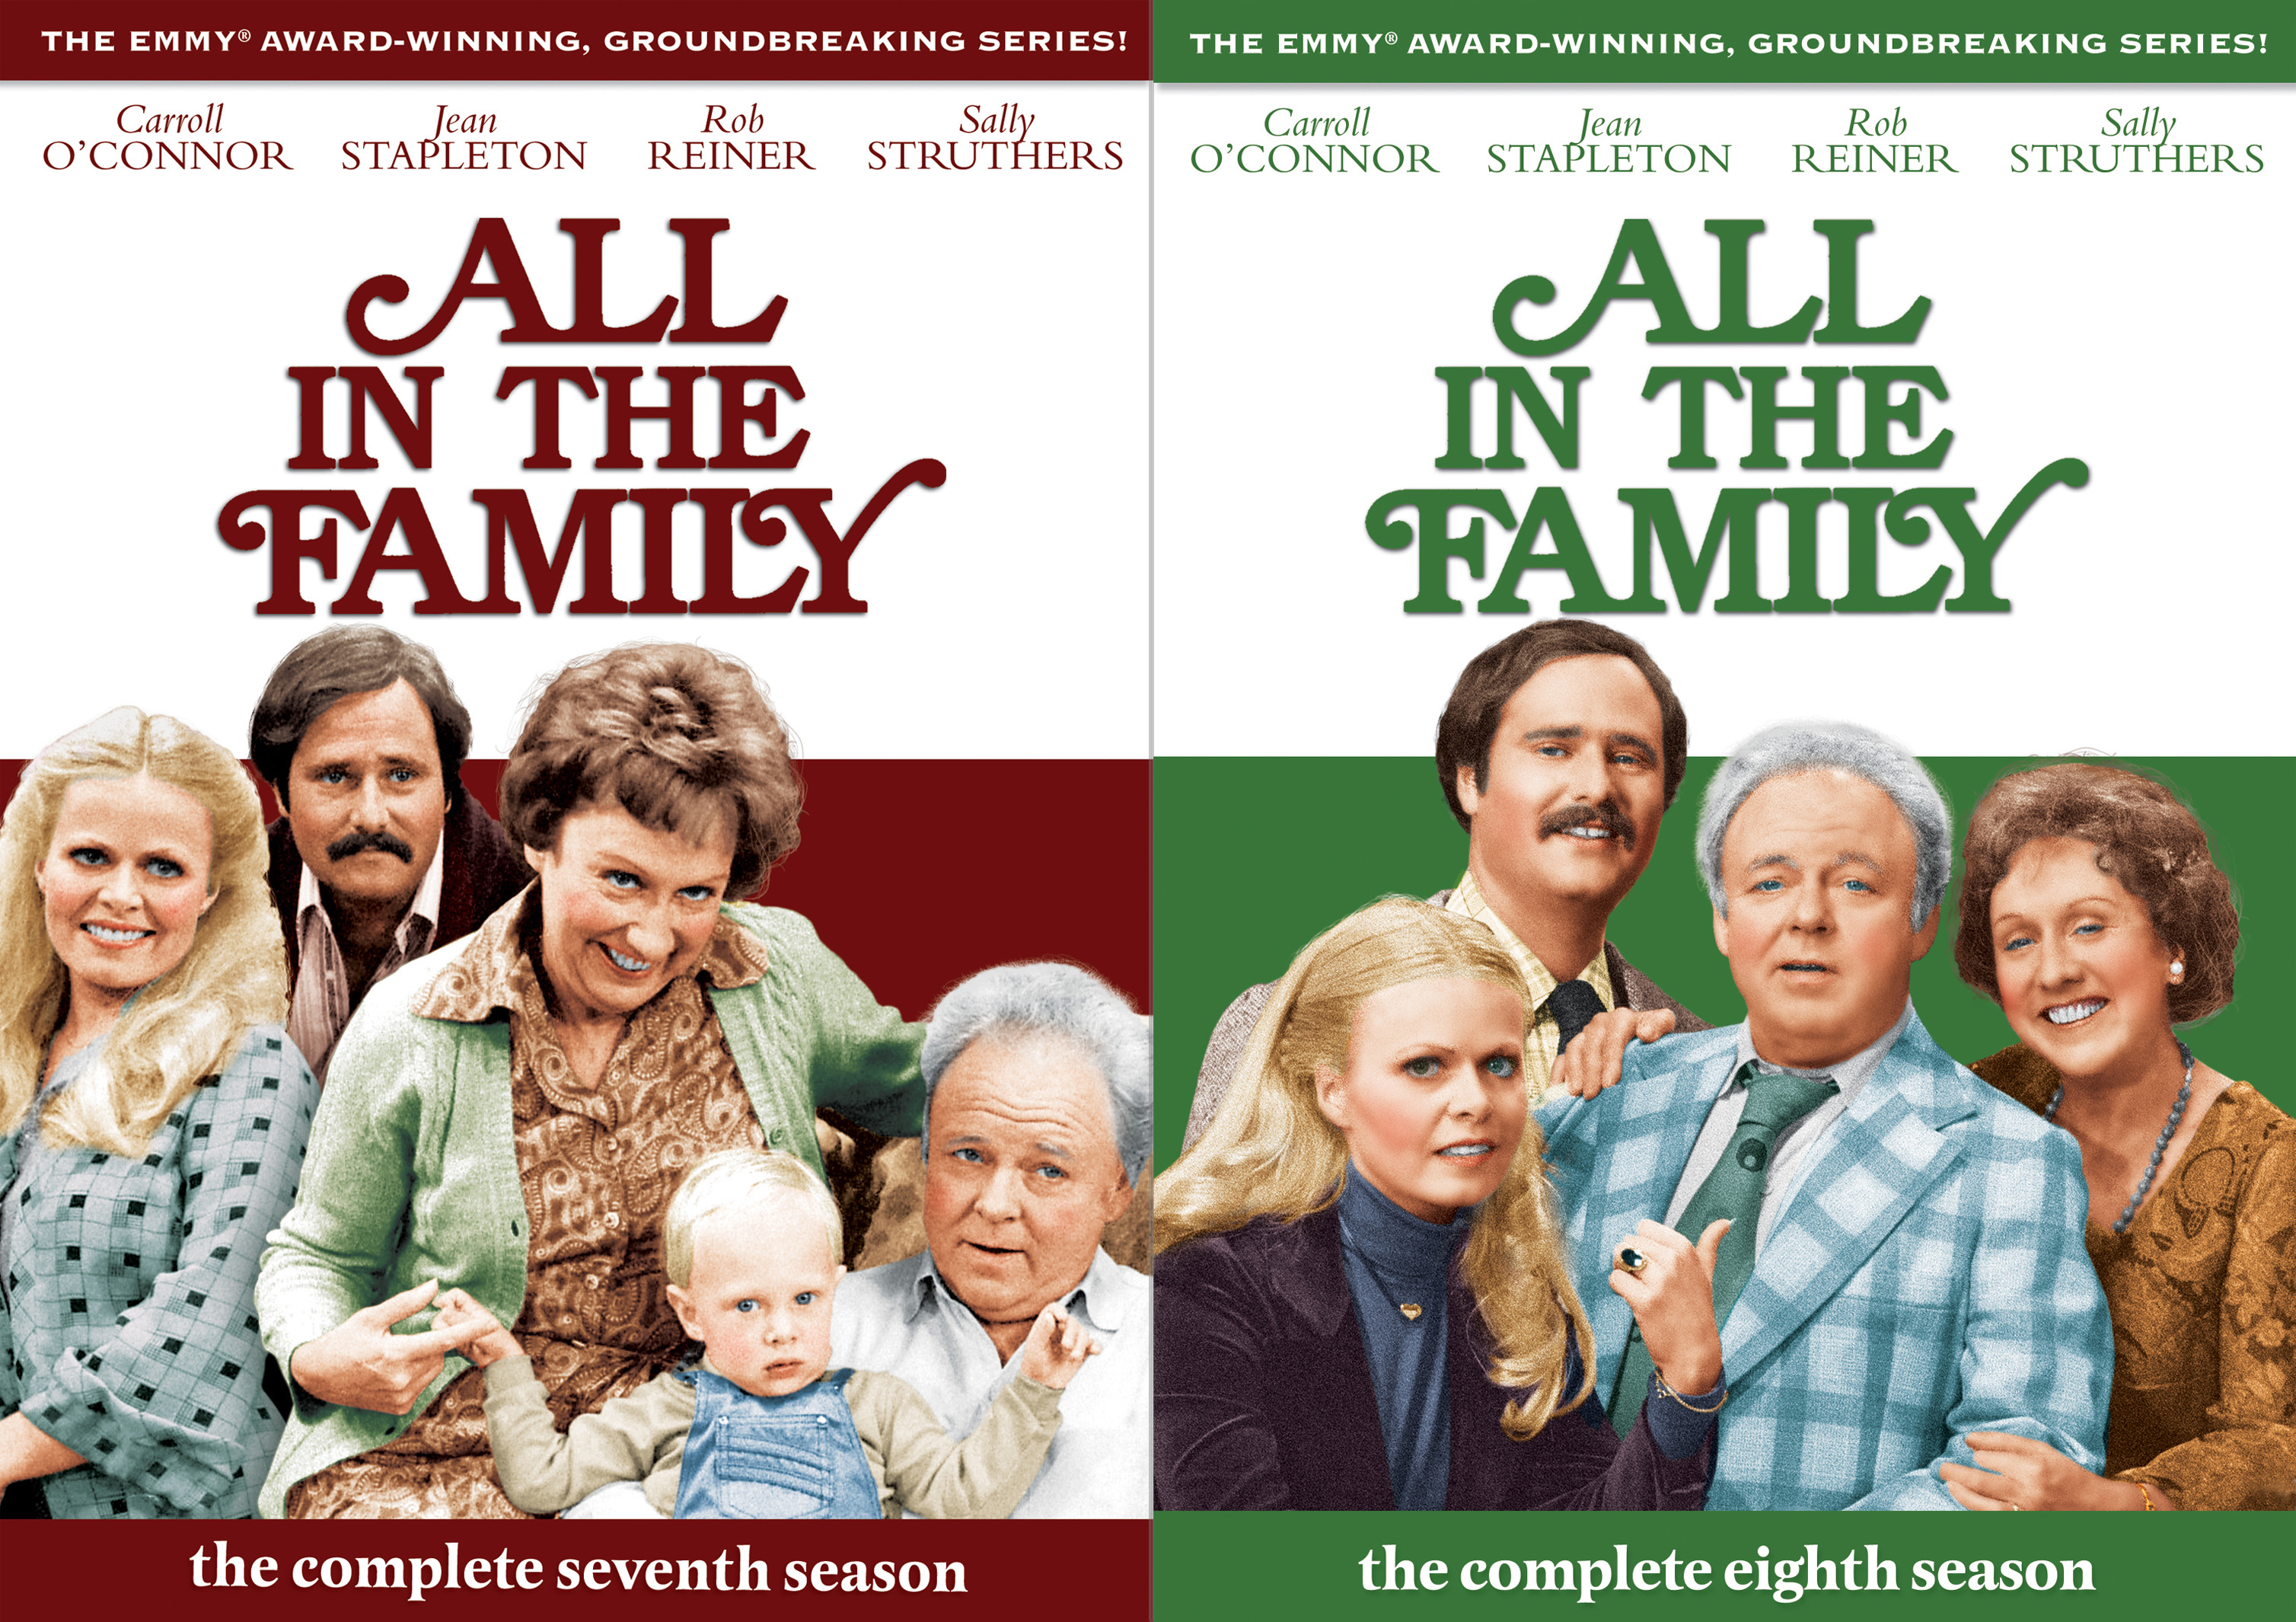 THE EMMY® AWARD-WINNING, GROUNDBREAKING SERIES!
Carroll Jean Rob Sally
O'CONNOR STAPLETON REINER STRUTHERS
ALL
IN THE
FAMILY
the complete seventh season
THE EMMY® AWARD-WINNING, GROUNDBREAKING SERIES!
Carroll Jean Rob Sally
O'CONNOR STAPLETON REINER STRUTHERS
ALL
IN THE
FAMILY
the complete eighth season